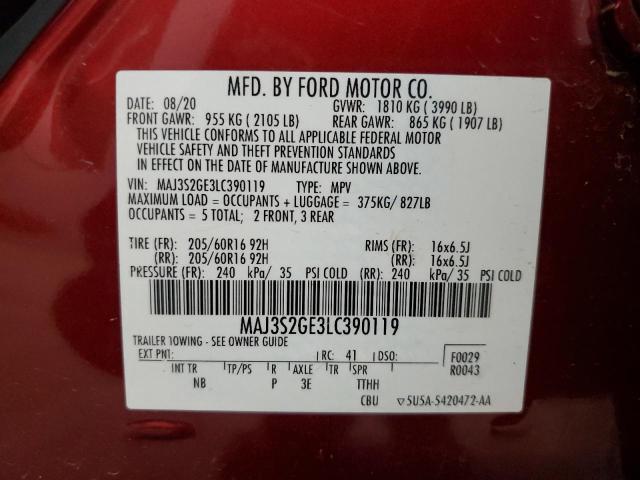 MFD. BY FORD MOTOR CO.
DATE: 08/20 GVWR: 1810 KG ( 3990 LB)
FRONT GAWR: 955 KG ( 2105 LB) REAR GAWR: 865 KG ( 1907 LB)
THIS VEHICLE CONFORMS TO ALL APPLICABLE FEDERAL MOTOR
VEHICLE SAFETY AND THEFT PREVENTION STANDARDS
IN EFFECT ON THE DATE OF MANUFACTURE SHOWN ABOVE.
VIN: MAJ3S2GE3LC390119 TYPE: MPV
MAXIMUM LOAD = OCCUPANTS + LUGGAGE = 375KG/ 827LB
OCCUPANTS = 5 TOTAL; 2 FRONT, 3 REAR
TIRE (FR): 205/60R16 92H RIMS (FR): 16x6.5J
(RR): 205/60R16 92H (RR): 16x6.5J
PRESSURE (FR): 240 kPa/ 35 PSI COLD (RR): 240 kPa/ 35 PSI COLD
MAJ3S2GE3LC390119
TRAILER TOWING - SEE OWNER GUIDE
EXT PNT: RC: 41 DSO: F0029
R0043
INT TR TP/PS R AXLE TR SPR
NB P 3E TTHH
CBU ▽5U5A-5420472-AA